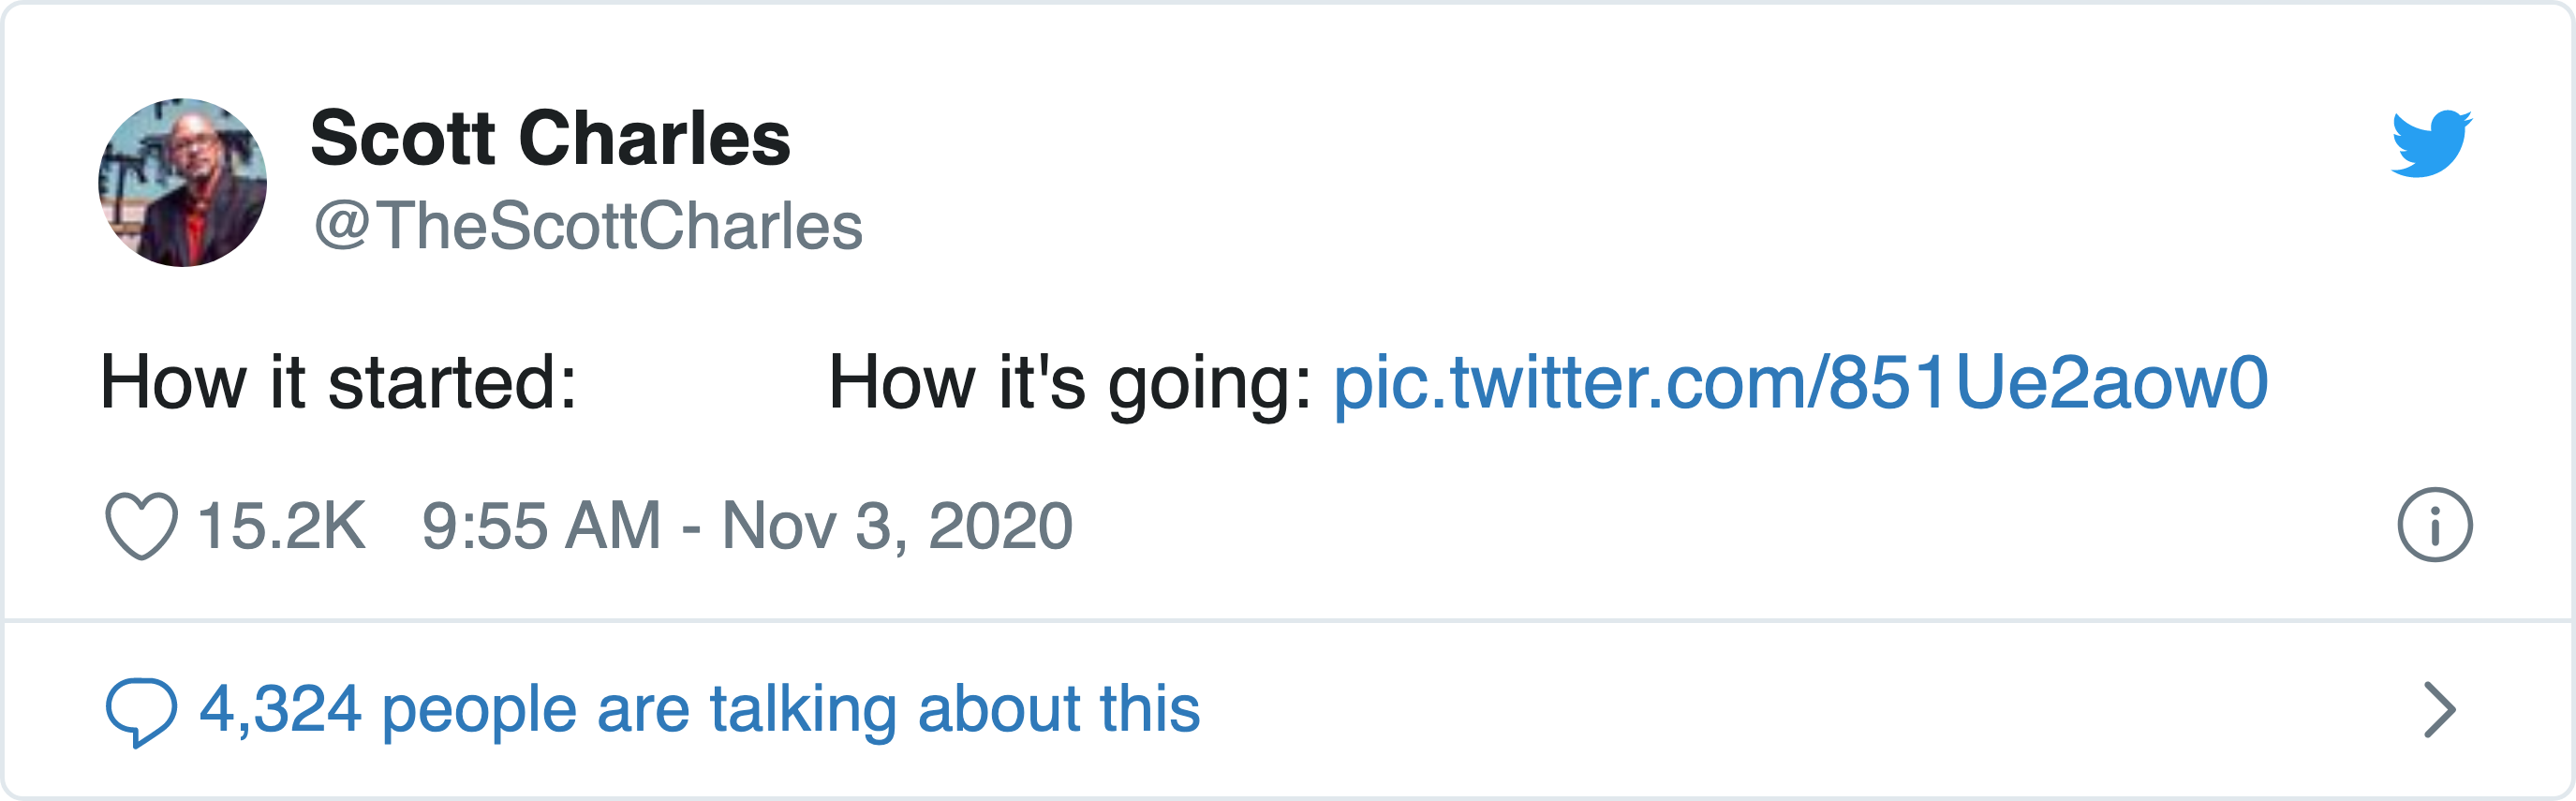 Scott Charles
@TheScottCharles
How it started: How it's going: pic.twitter.com/851Ue2aow0
15.2K 9:55 AM - Nov 3, 2020
4,324 people are talking about this